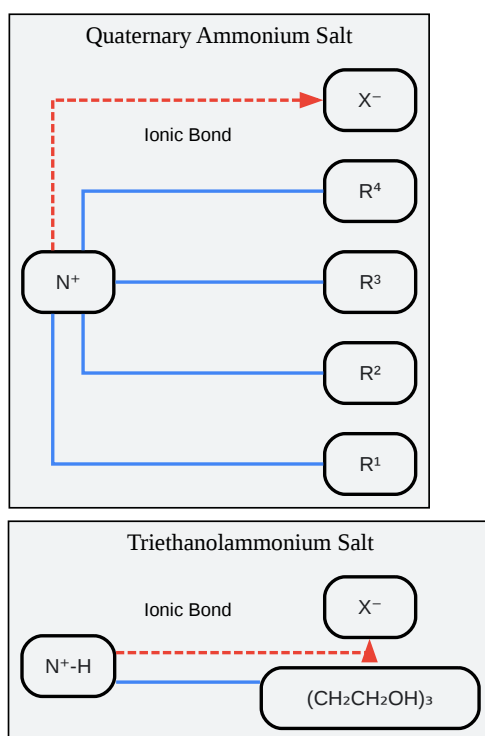 Quaternary Ammonium Salt
X⁻
Ionic Bond
R⁴
N⁺
R³
R²
R¹
Triethanolammonium Salt
X⁻
Ionic Bond
N⁺-H
(CH₂CH₂OH)₃